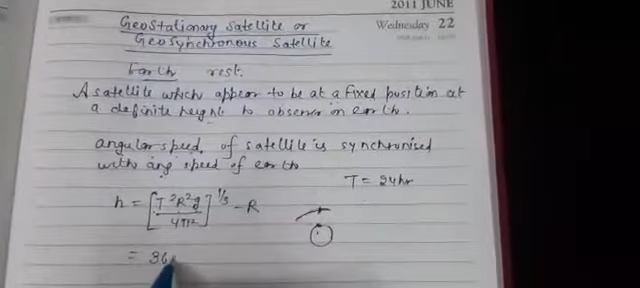 2011 JUNE
Wednesday 22
GeoStationary Satellite or
GeoSynchronous Satellite
Earth rest.
A satellite which appear to be at a fixed position at
a definite height to observer in earth.
angular speed of satellite is synchronised
with ang speed of earth
T = 24hr
h = [T²R²g/4π²]^1/3 - R
= 36